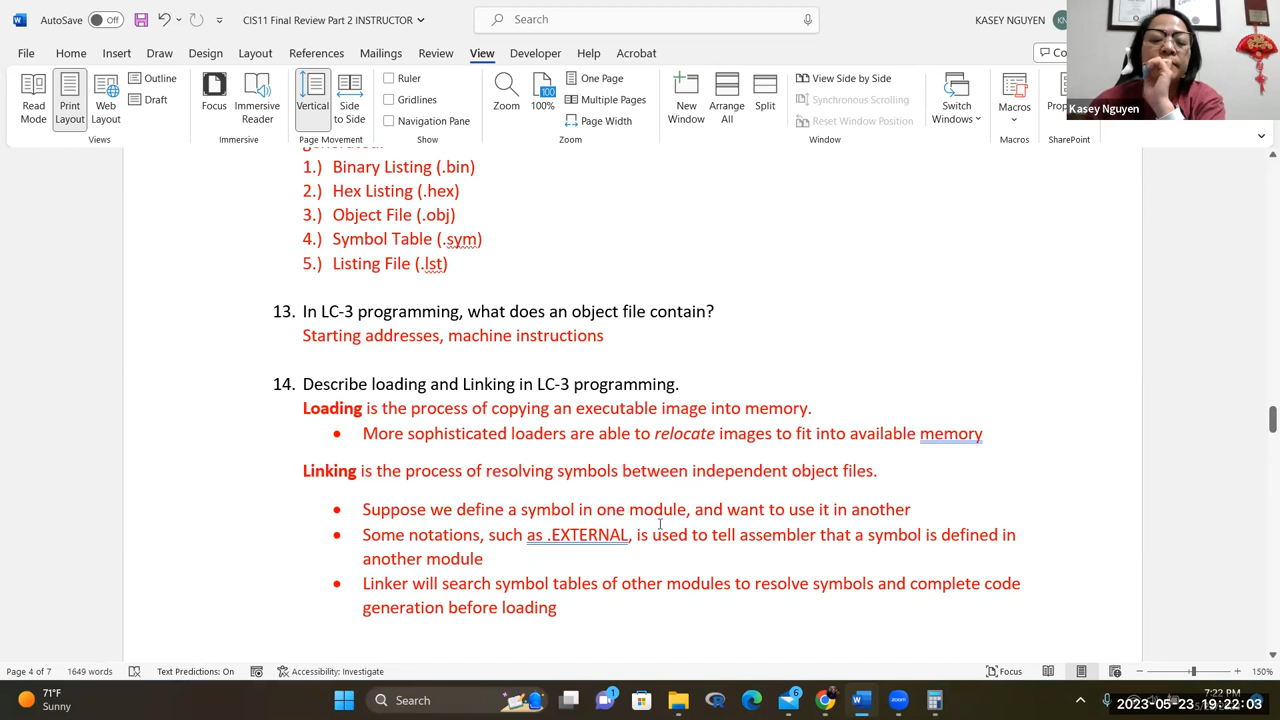 AutoSave Off CIS11 Final Review Part 2 INSTRUCTOR Search KASEY NGUYEN KN
File Home Insert Draw Design Layout References Mailings Review View Developer Help Acrobat
Read Mode Print Layout Web Layout Outline Draft Views
Focus Immersive Reader Immersive
Vertical Side to Side Page Movement
Ruler Gridlines Navigation Pane Show
Zoom 100% 100 One Page Multiple Pages Page Width Zoom
New Window Arrange All Split View Side by Side Synchronous Scrolling Reset Window Position Switch Windows Window
Macros Macros
SharePoint
Kasey Nguyen
1.) Binary Listing (.bin)
2.) Hex Listing (.hex)
3.) Object File (.obj)
4.) Symbol Table (.sym)
5.) Listing File (.lst)
13. In LC-3 programming, what does an object file contain?
Starting addresses, machine instructions
14. Describe loading and Linking in LC-3 programming.
Loading is the process of copying an executable image into memory.
• More sophisticated loaders are able to relocate images to fit into available memory
Linking is the process of resolving symbols between independent object files.
• Suppose we define a symbol in one module, and want to use it in another
• Some notations, such as .EXTERNAL, is used to tell assembler that a symbol is defined in
another module
• Linker will search symbol tables of other modules to resolve symbols and complete code
generation before loading
Page 4 of 7 1649 words Text Predictions: On Accessibility: Investigate Focus 150%
71°F
Sunny
Search 1 6 zoom 7:22 PM
2023-05-23 19:22:03